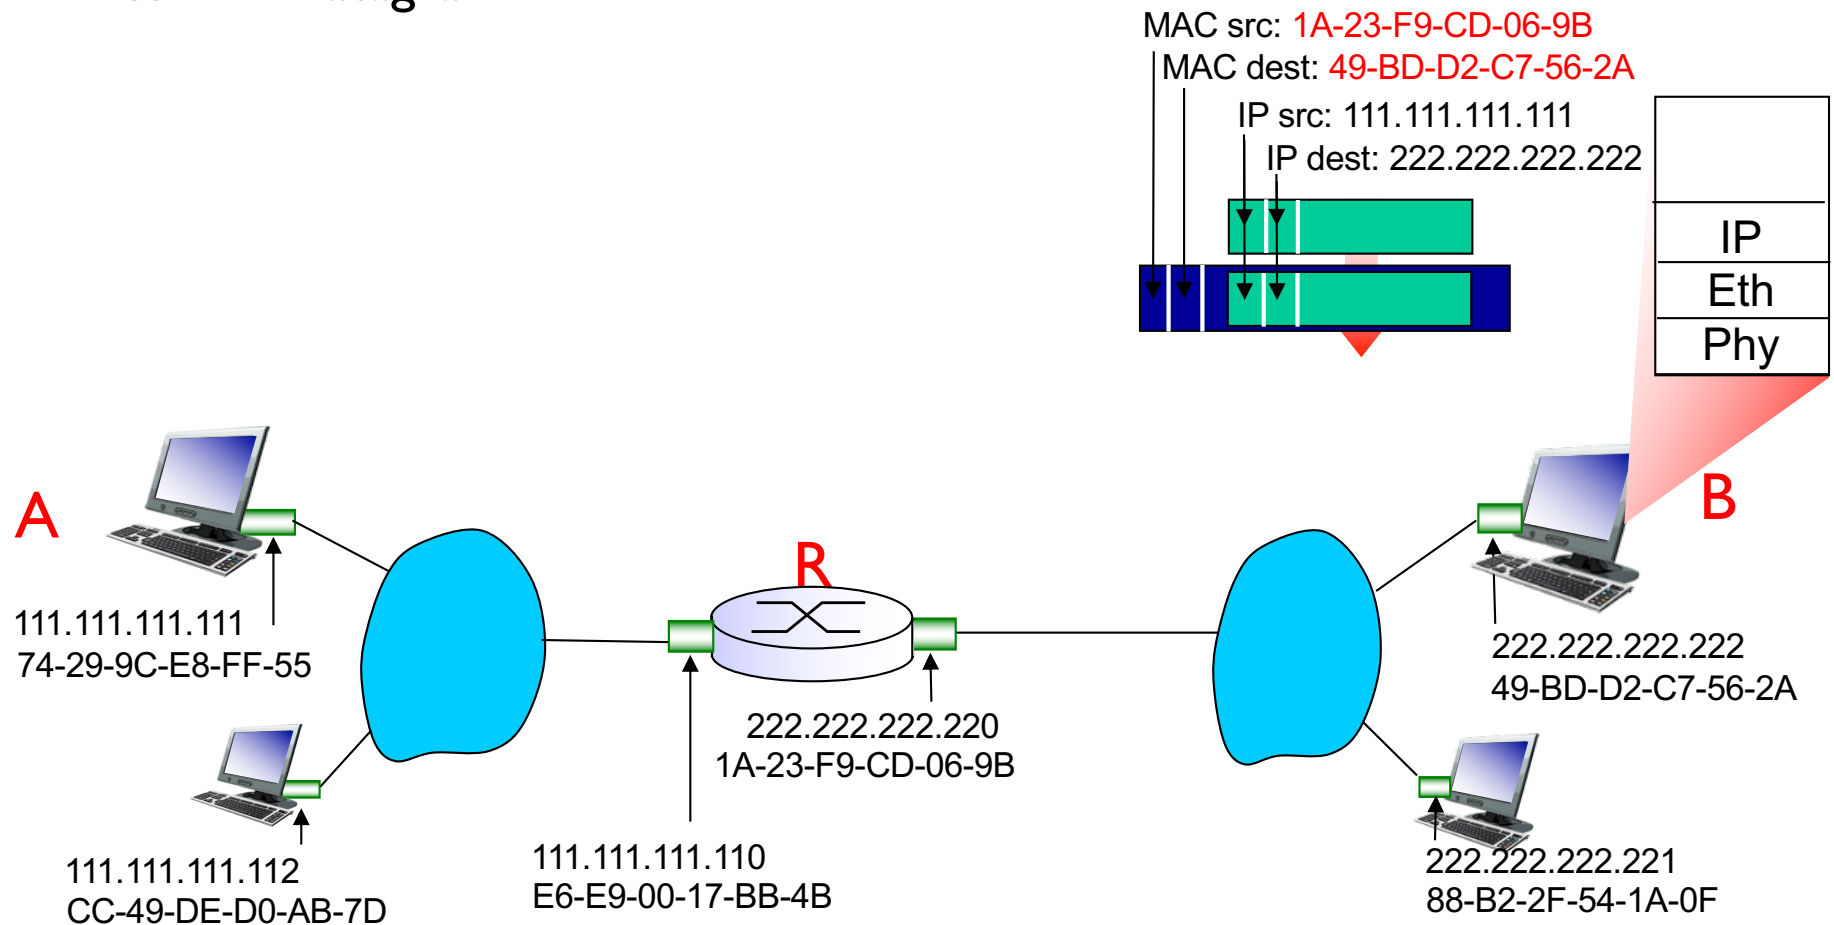 MAC src: 1A-23-F9-CD-06-9B
MAC dest: 49-BD-D2-C7-56-2A
IP src: 111.111.111.111
IP dest: 222.222.222.222
IP
Eth
Phy
A
B
R
111.111.111.111
74-29-9C-E8-FF-55
222.222.222.222
49-BD-D2-C7-56-2A
222.222.222.220
1A-23-F9-CD-06-9B
111.111.111.112
CC-49-DE-D0-AB-7D
111.111.111.110
E6-E9-00-17-BB-4B
222.222.222.221
88-B2-2F-54-1A-0F